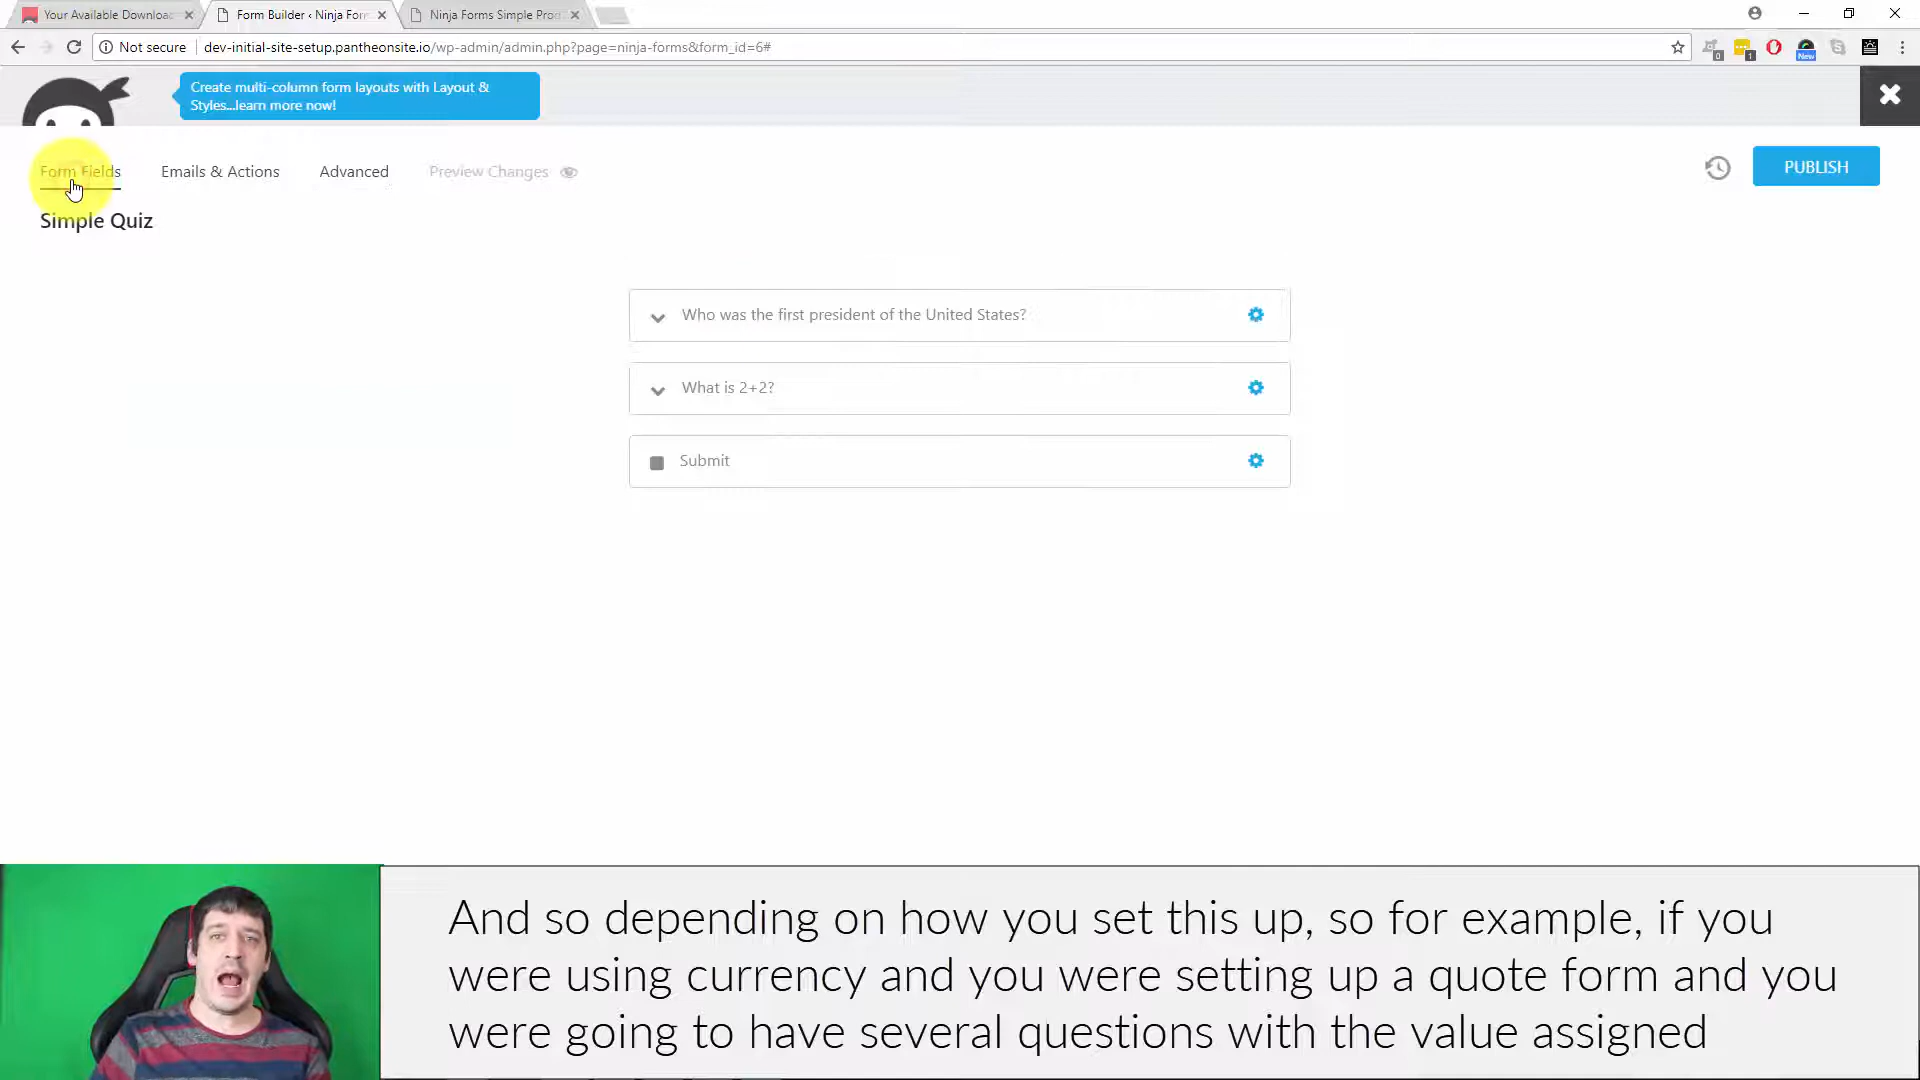 Your Available Downloa
Form Builder ‹ Ninja For
Ninja Forms Simple Prod
Not secure
dev-initial-site-setup.pantheonsite.io/wp-admin/admin.php?page=ninja-forms&form_id=6#
0
1
New
Create multi-column form layouts with Layout &
Styles...learn more now!
Form Fields
Emails & Actions
Advanced
Preview Changes
PUBLISH
Simple Quiz
Who was the first president of the United States?
What is 2+2?
Submit
And so depending on how you set this up, so for example, if you
were using currency and you were setting up a quote form and you
were going to have several questions with the value assigned